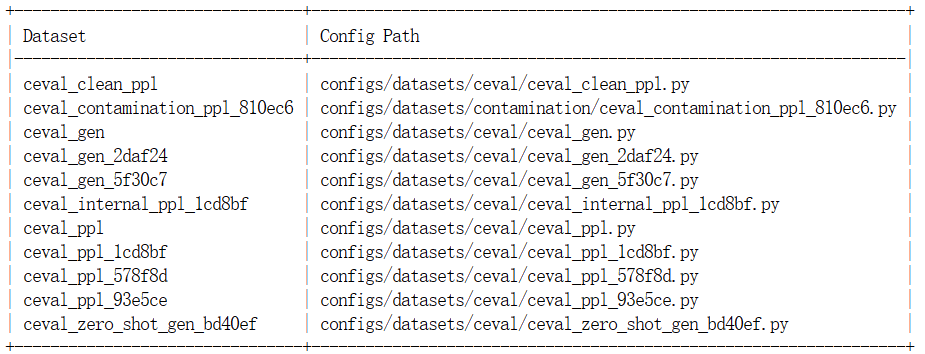 Dataset Config Path
ceval_clean_ppl configs/datasets/ceval/ceval_clean_ppl.py
ceval_contamination_ppl_810ec6 configs/datasets/contamination/ceval_contamination_ppl_810ec6.py
ceval_gen configs/datasets/ceval/ceval_gen.py
ceval_gen_2daf24 configs/datasets/ceval/ceval_gen_2daf24.py
ceval_gen_5f30c7 configs/datasets/ceval/ceval_gen_5f30c7.py
ceval_internal_ppl_1cd8bf configs/datasets/ceval/ceval_internal_ppl_1cd8bf.py
ceval_ppl configs/datasets/ceval/ceval_ppl.py
ceval_ppl_1cd8bf configs/datasets/ceval/ceval_ppl_1cd8bf.py
ceval_ppl_578f8d configs/datasets/ceval/ceval_ppl_578f8d.py
ceval_ppl_93e5ce configs/datasets/ceval/ceval_ppl_93e5ce.py
ceval_zero_shot_gen_bd40ef configs/datasets/ceval/ceval_zero_shot_gen_bd40ef.py